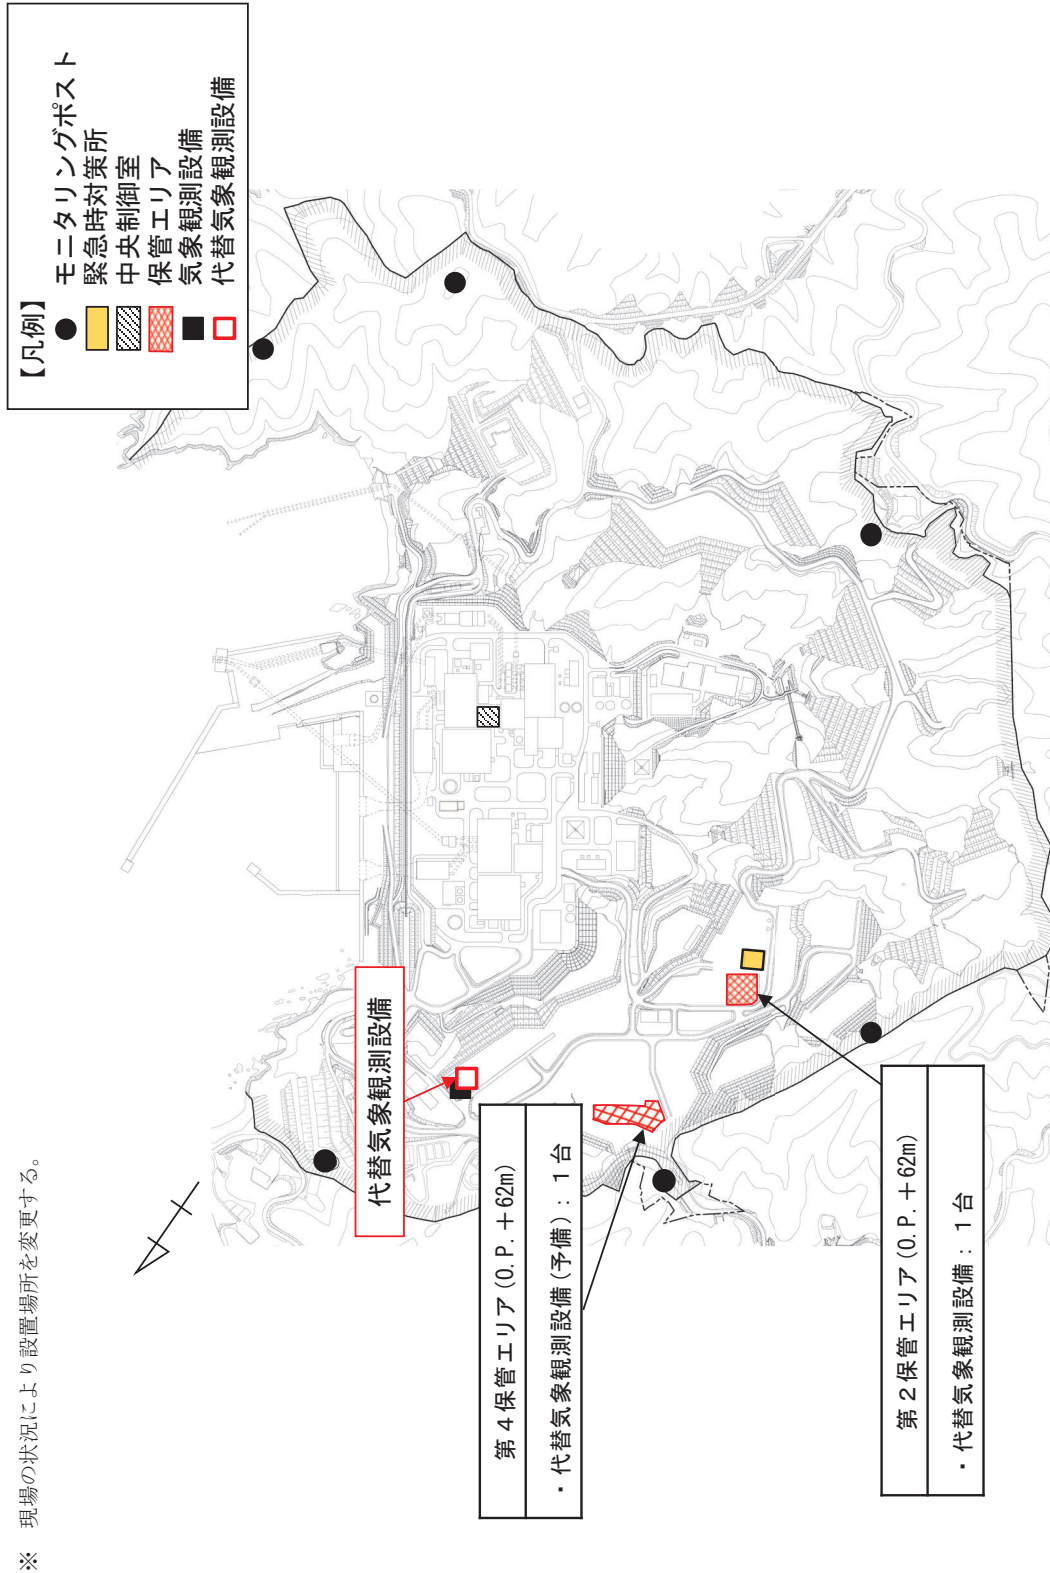 【凡例】
モニタリングポスト
緊急時対策所
中央制御室
保管エリア
気象観測設備
代替気象観測設備
代替気象観測設備
第４保管エリア(O.P.＋62m)
・代替気象観測設備(予備)：１台
第２保管エリア(O.P.＋62m)
・代替気象観測設備：１台
※　現場の状況により設置場所を変更する。